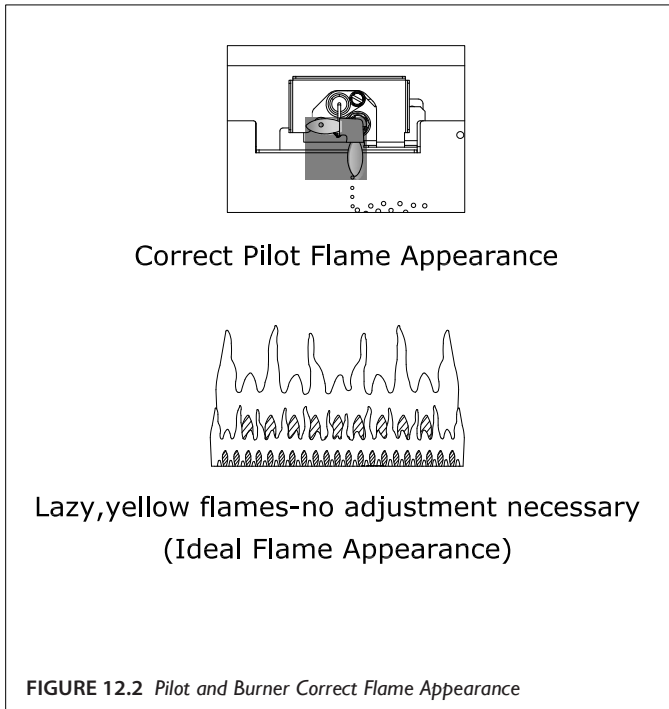 Correct Pilot Flame Appearance
Lazy,yellow flames-no adjustment necessary
(Ideal Flame Appearance)
FIGURE 12.2 Pilot and Burner Correct Flame Appearance